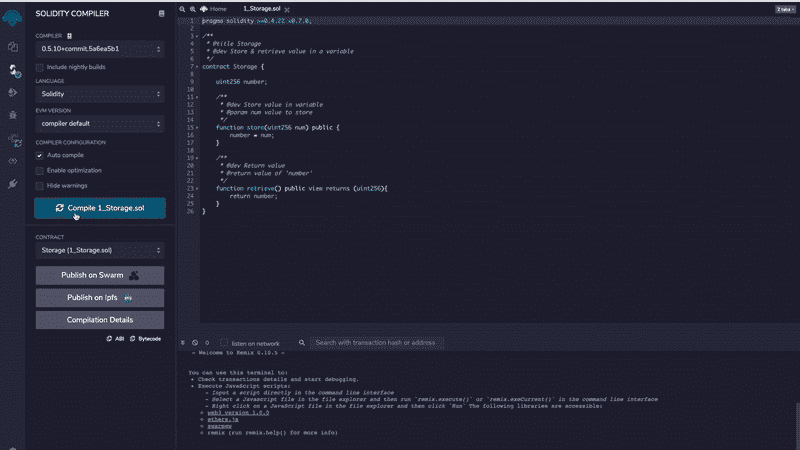 SOLIDITY COMPILER
COMPILER
0.5.10+commit.5a6ea5b1
Include nightly builds
LANGUAGE
Solidity
EVM VERSION
compiler default
COMPILER CONFIGURATION
Auto compile
Enable optimization
Hide warnings
Compile 1_Storage.sol
CONTRACT
Storage (1_Storage.sol)
Publish on Swarm
Publish on Ipfs
Compilation Details
ABI Bytecode
Home 1_Storage.sol
2 tabs
1 pragma solidity >=0.4.22 <0.7.0;
2
3 /**
4 * @title Storage
5 * @dev Store & retrieve value in a variable
6 */
7 contract Storage {
8
9 uint256 number;
10
11 /**
12 * @dev Store value in variable
13 * @param num value to store
14 */
15 function store(uint256 num) public {
16 number = num;
17 }
18
19 /**
20 * @dev Return value
21 * @return value of 'number'
22 */
23 function retrieve() public view returns (uint256){
24 return number;
25 }
26 }
0 listen on network Search with transaction hash or address
- Welcome to Remix 0.10.5 -
You can use this terminal to:
• Check transactions details and start debugging.
• Execute JavaScript scripts:
- Input a script directly in the command line interface
- Select a Javascript file in the file explorer and then run `remix.execute()` or `remix.exeCurrent()` in the command line interface
- Right click on a JavaScript file in the file explorer and then click `Run` The following libraries are accessible:
web3 version 1.0.0
ethers.js
swarmgw
remix (run remix.help() for more info)